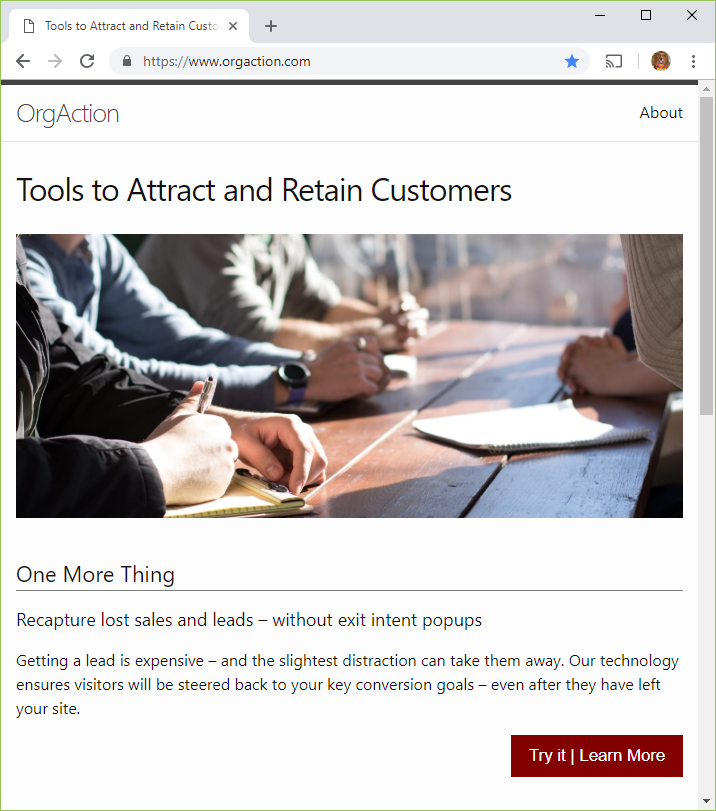 Tools to Attract and Retain Custo
https://www.orgaction.com
OrgAction
About
Tools to Attract and Retain Customers
One More Thing
Recapture lost sales and leads – without exit intent popups
Getting a lead is expensive – and the slightest distraction can take them away. Our technology
ensures visitors will be steered back to your key conversion goals – even after they have left
your site.
Try it | Learn More